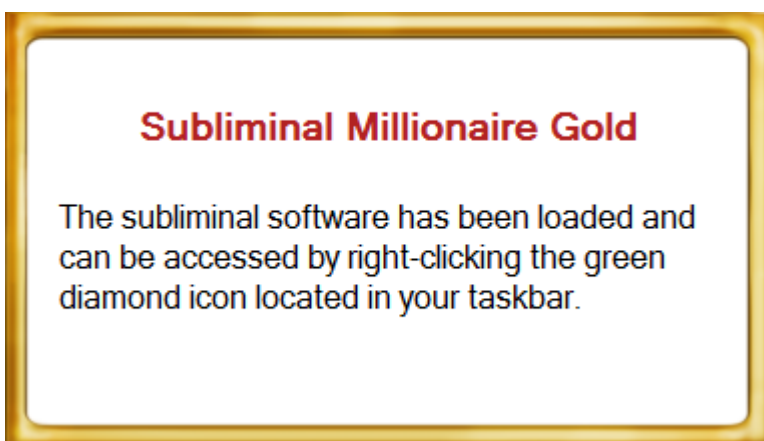 Subliminal Millionaire Gold
The subliminal software has been loaded and
can be accessed by right-clicking the green
diamond icon located in your taskbar.